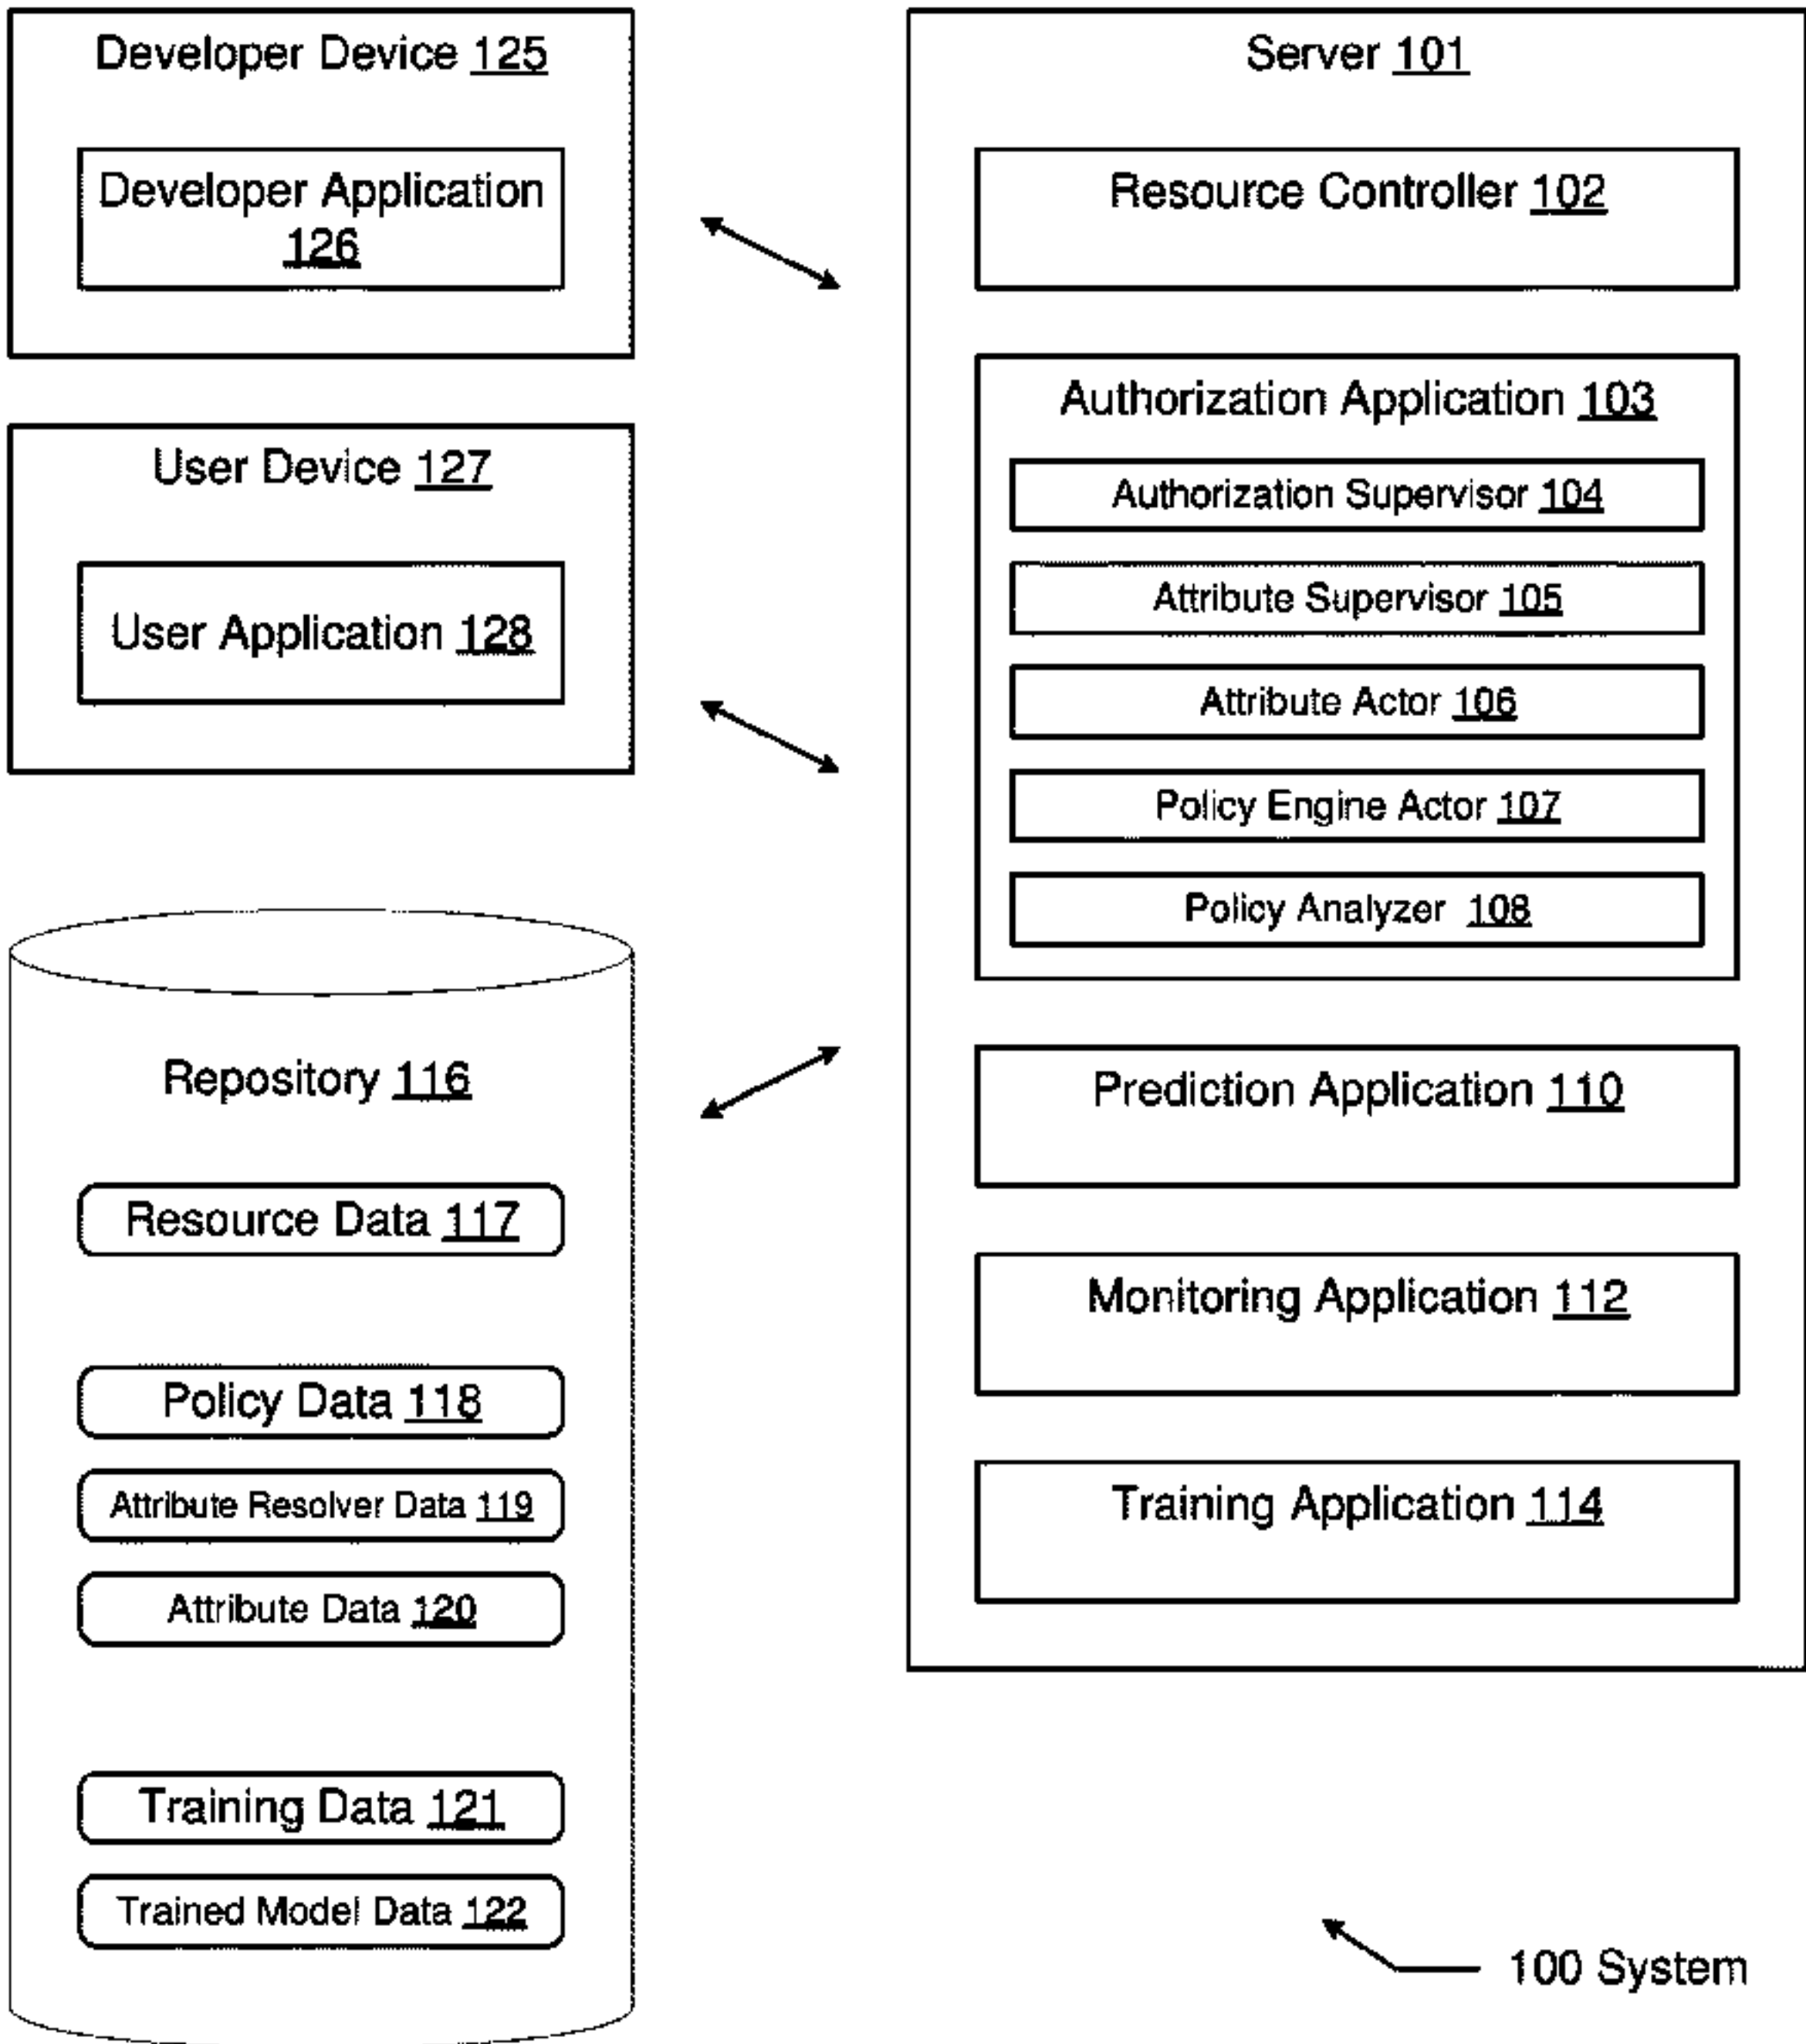 Developer Device 125
Developer Application
126
User Device 127
User Application 128
Repository 116
Resource Data 117
Policy Data 118
Attribute Resolver Data 119
Attribute Data 120
Training Data 121
Trained Model Data 122
Server 101
Resource Controller 102
Authorization Application 103
Authorization Supervisor 104
Attribute Supervisor 105
Attribute Actor 106
Policy Engine Actor 107
Policy Analyzer 108
Prediction Application 110
Monitoring Application 112
Training Application 114
100 System